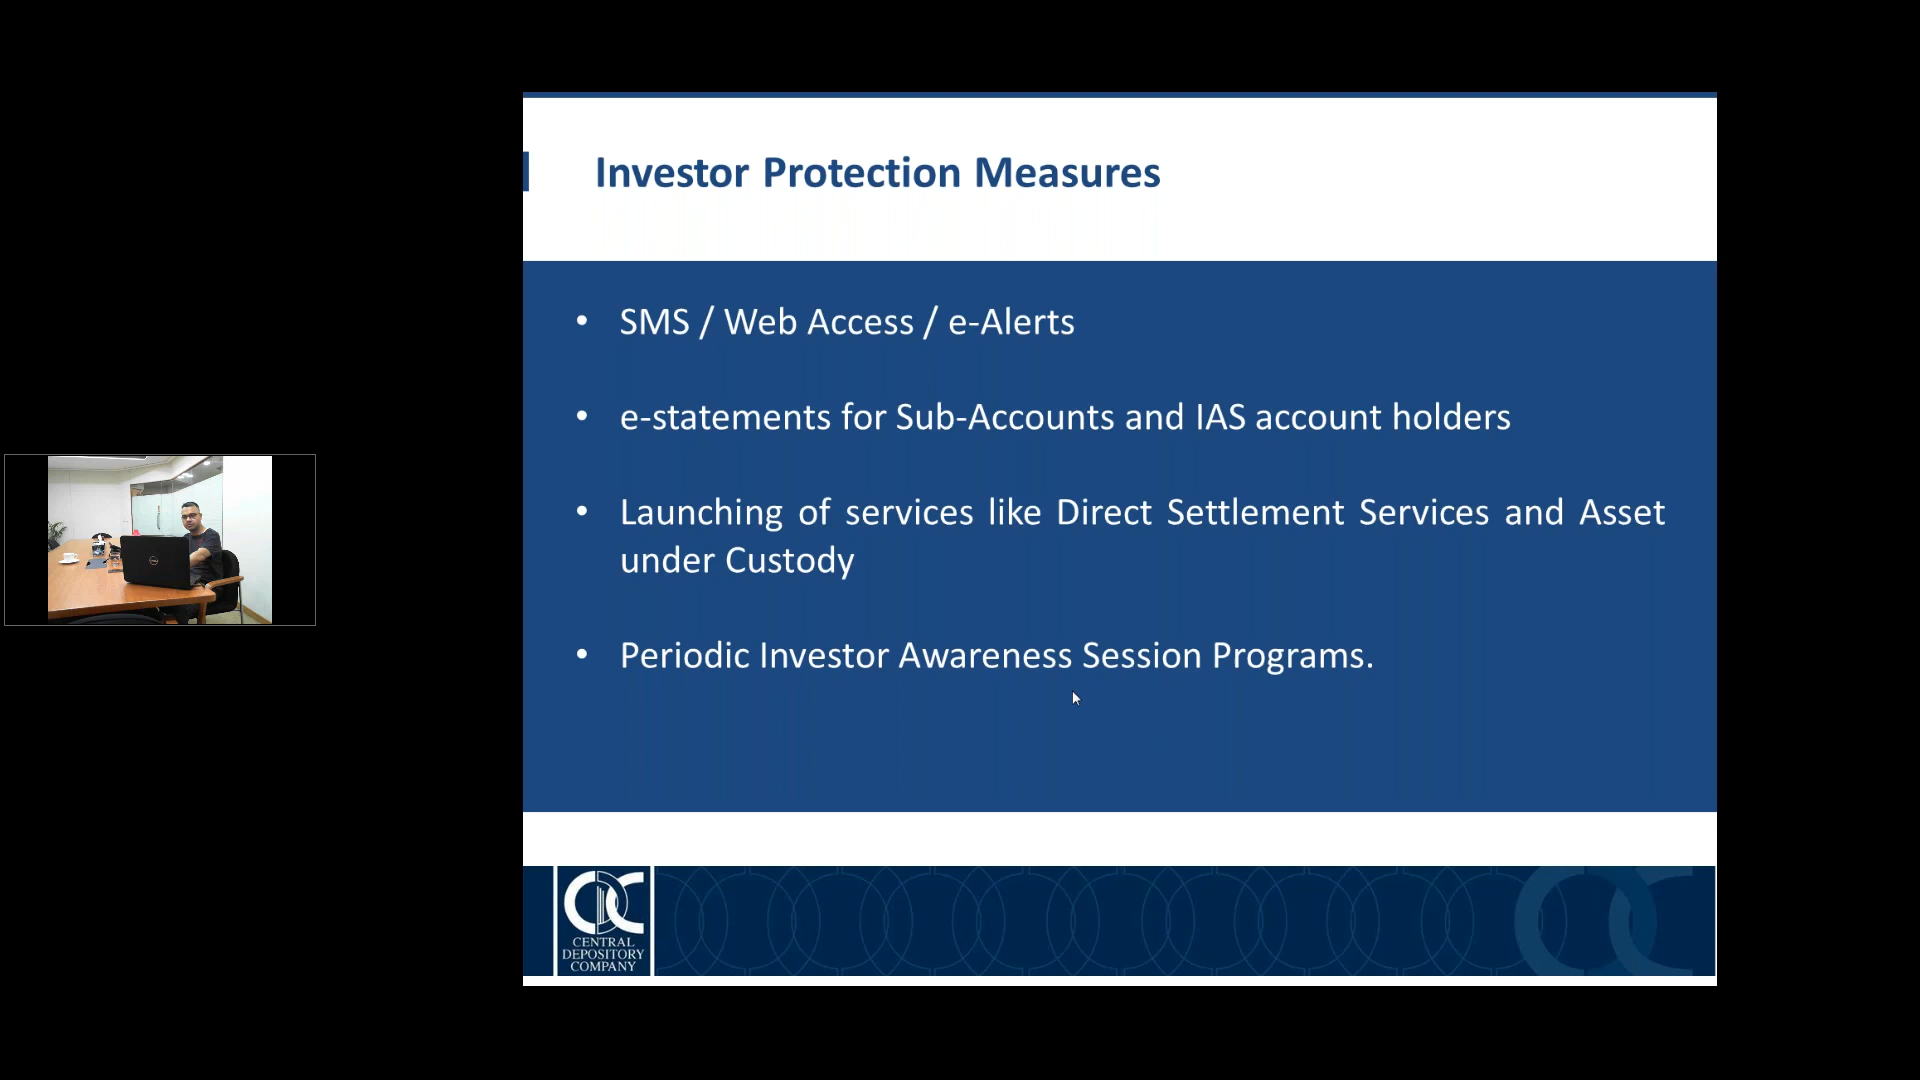 Investor Protection Measures
• SMS / Web Access / e-Alerts
• e-statements for Sub-Accounts and IAS account holders
• Launching of services like Direct Settlement Services and Asset
under Custody
• Periodic Investor Awareness Session Programs.
CENTRAL
DEPOSITORY
COMPANY